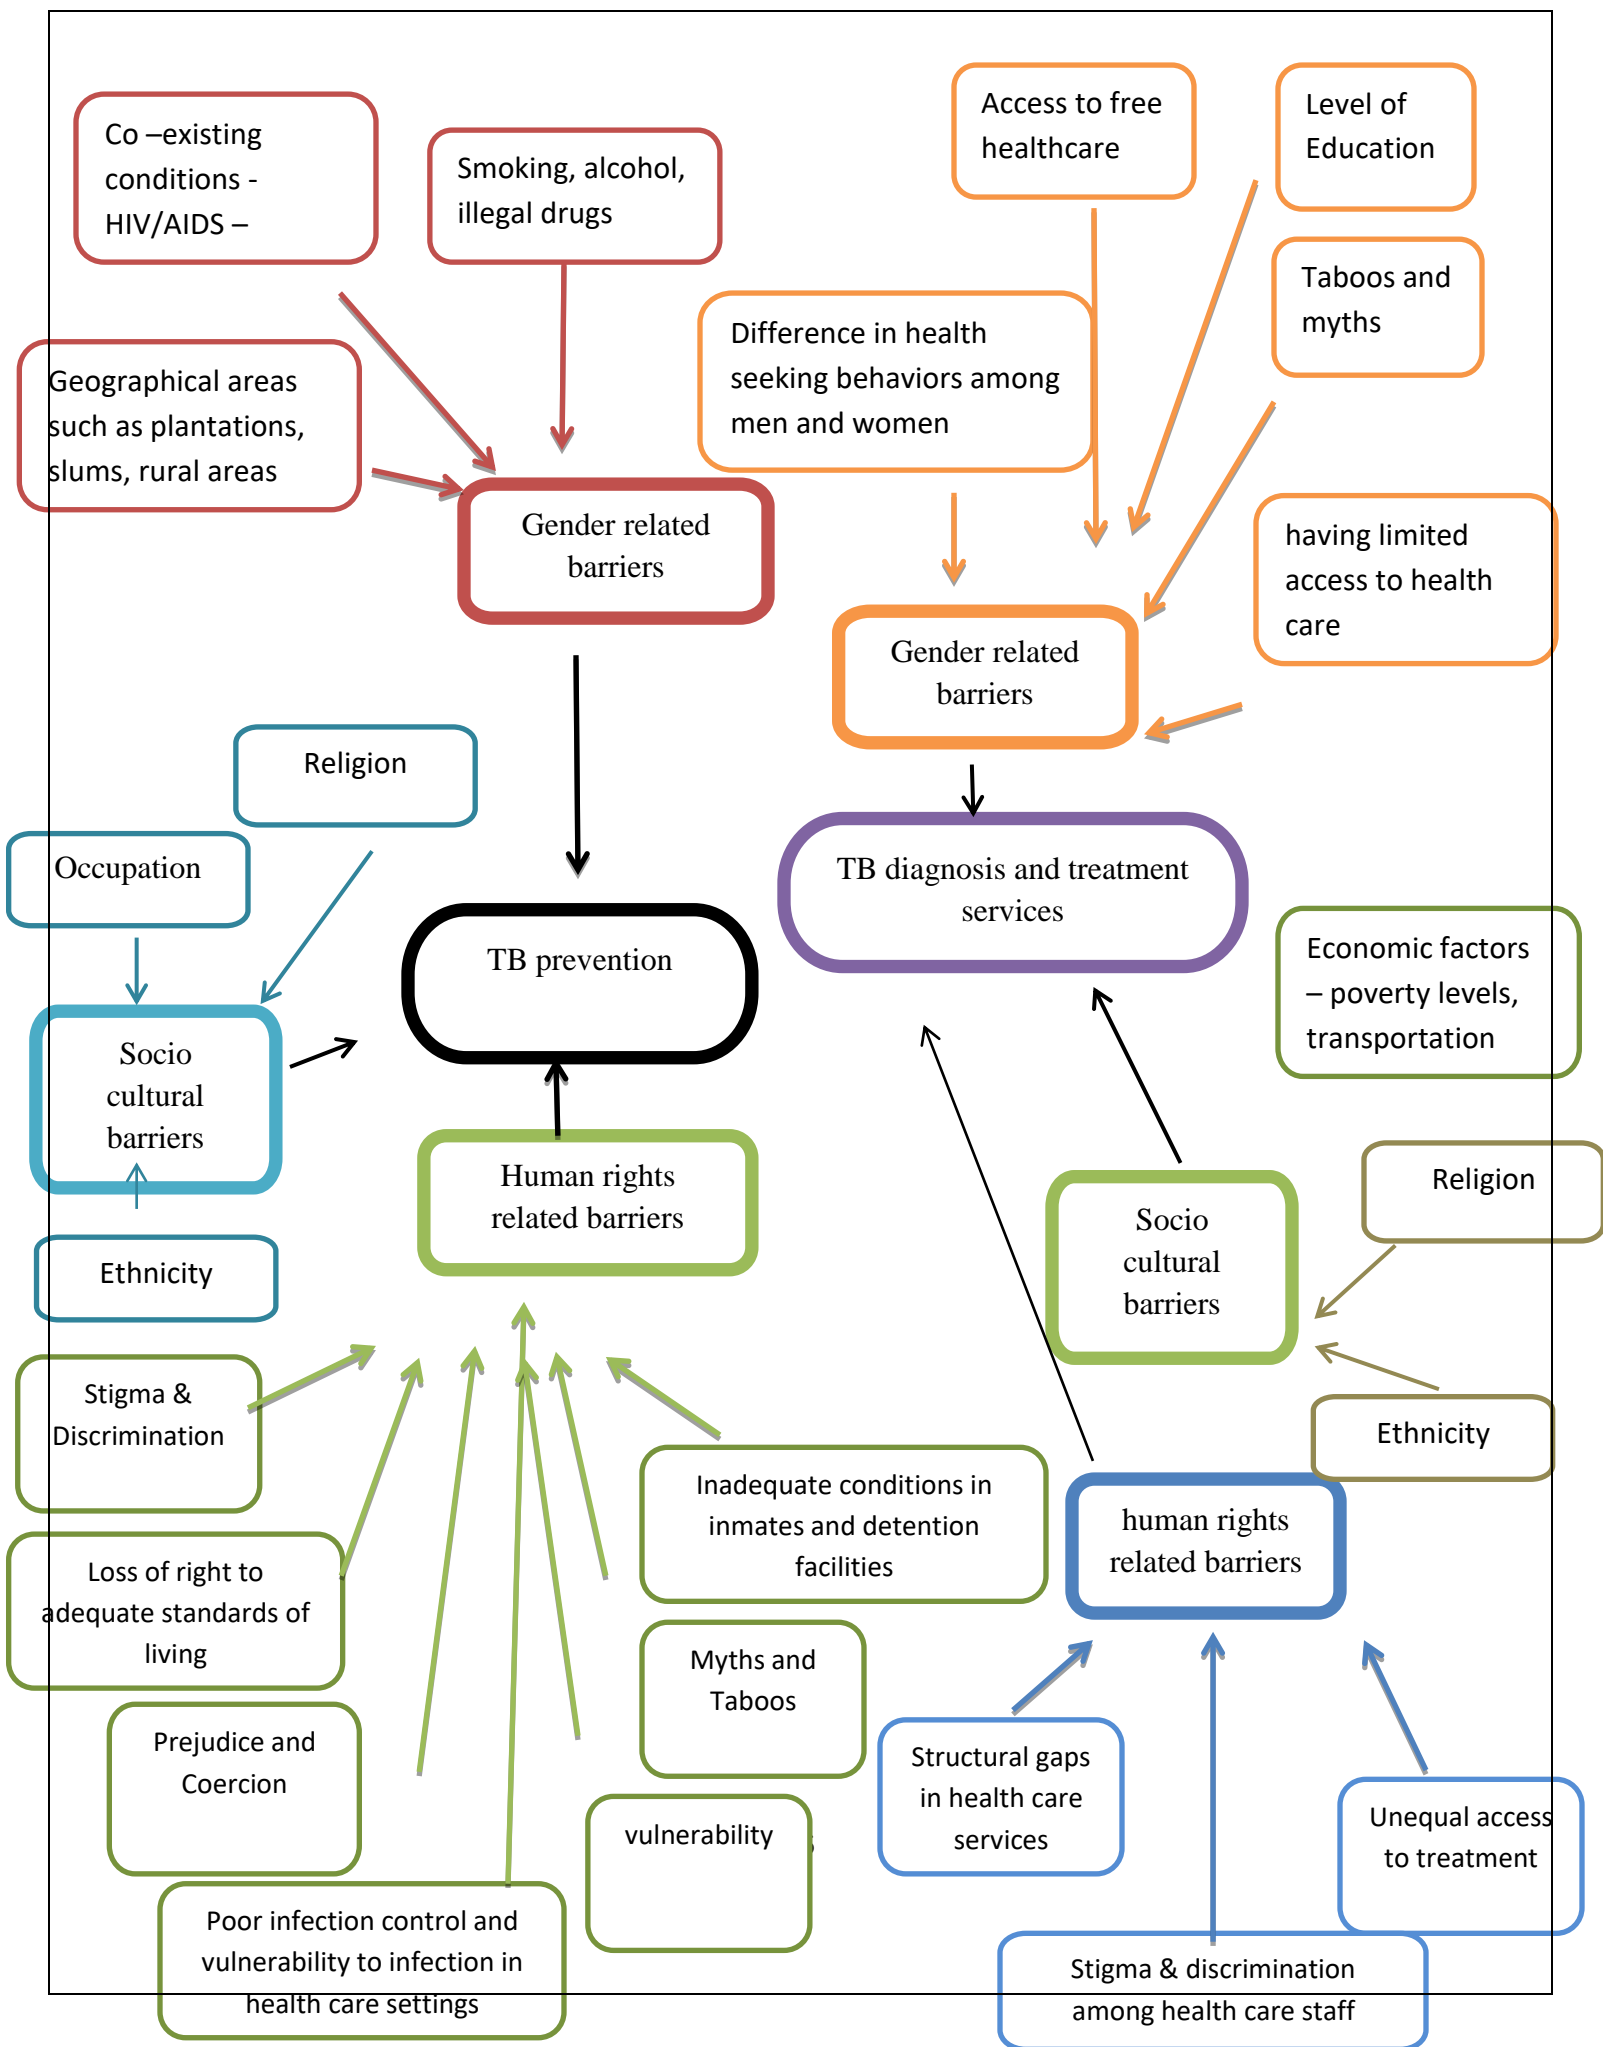 Co –existing
conditions -
HIV/AIDS –
Smoking, alcohol,
illegal drugs
Access to free
healthcare
Level of
Education
Taboos and
myths
Difference in health
seeking behaviors among
men and women
Geographical areas
such as plantations,
slums, rural areas
Gender related
barriers
having limited
access to health
care
Gender related
barriers
Religion
Occupation
TB diagnosis and treatment
services
TB prevention
Economic factors
– poverty levels,
transportation
Socio
cultural
barriers
Human rights
related barriers
Religion
Socio
cultural
barriers
Ethnicity
Stigma &
Discrimination
Ethnicity
Inadequate conditions in
inmates and detention
facilities
human rights
related barriers
Loss of right to
adequate standards of
living
Myths and
Taboos
Prejudice and
Coercion
Structural gaps
in health care
services
vulnerability
Unequal access
to treatment
Poor infection control and
vulnerability to infection in
health care settings
Stigma & discrimination
among health care staff